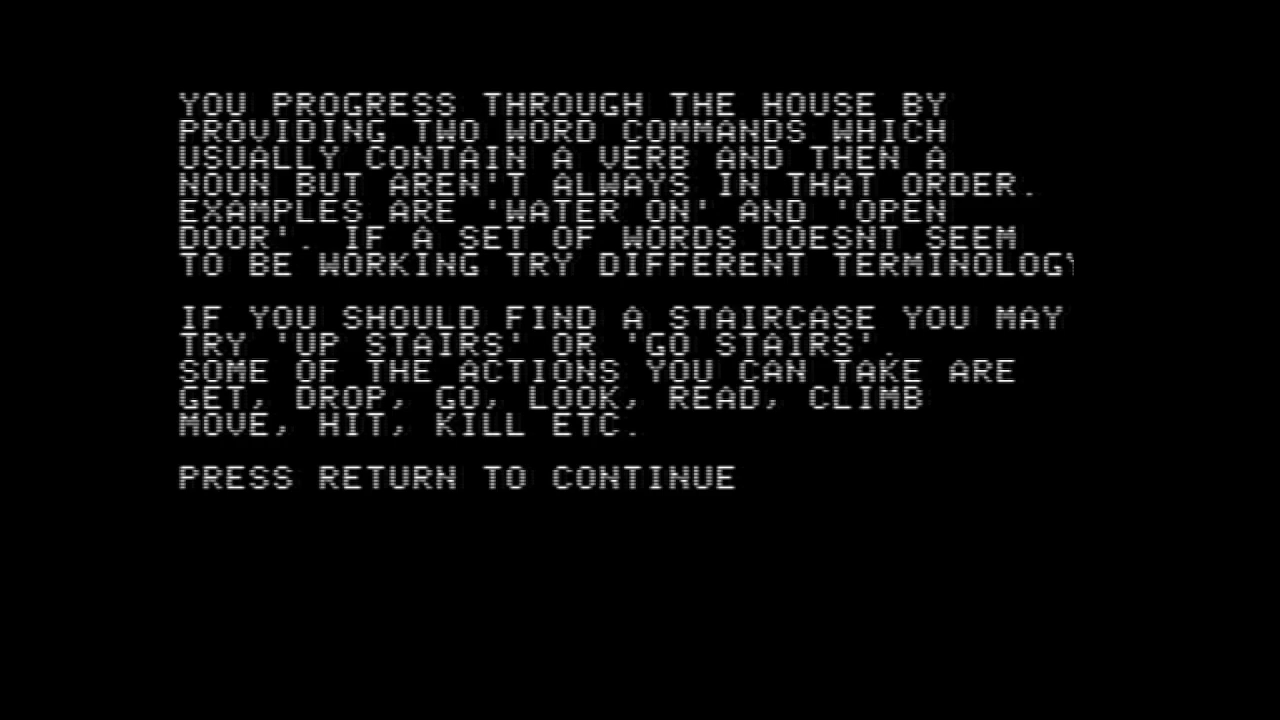 YOU PROGRESS THROUGH THE HOUSE BY
PROVIDING TWO WORD COMMANDS WHICH
USUALLY CONTAIN A VERB AND THEN A
NOUN BUT AREN'T ALWAYS IN THAT ORDER.
EXAMPLES ARE 'WATER ON' AND 'OPEN
DOOR'. IF A SET OF WORDS DOESNT SEEM
TO BE WORKING TRY DIFFERENT TERMINOLOGY
IF YOU SHOULD FIND A STAIRCASE YOU MAY
TRY 'UP STAIRS' OR 'GO STAIRS'.
SOME OF THE ACTIONS YOU CAN TAKE ARE
GET, DROP, GO, LOOK, READ, CLIMB
MOVE, HIT, KILL ETC.
PRESS RETURN TO CONTINUE